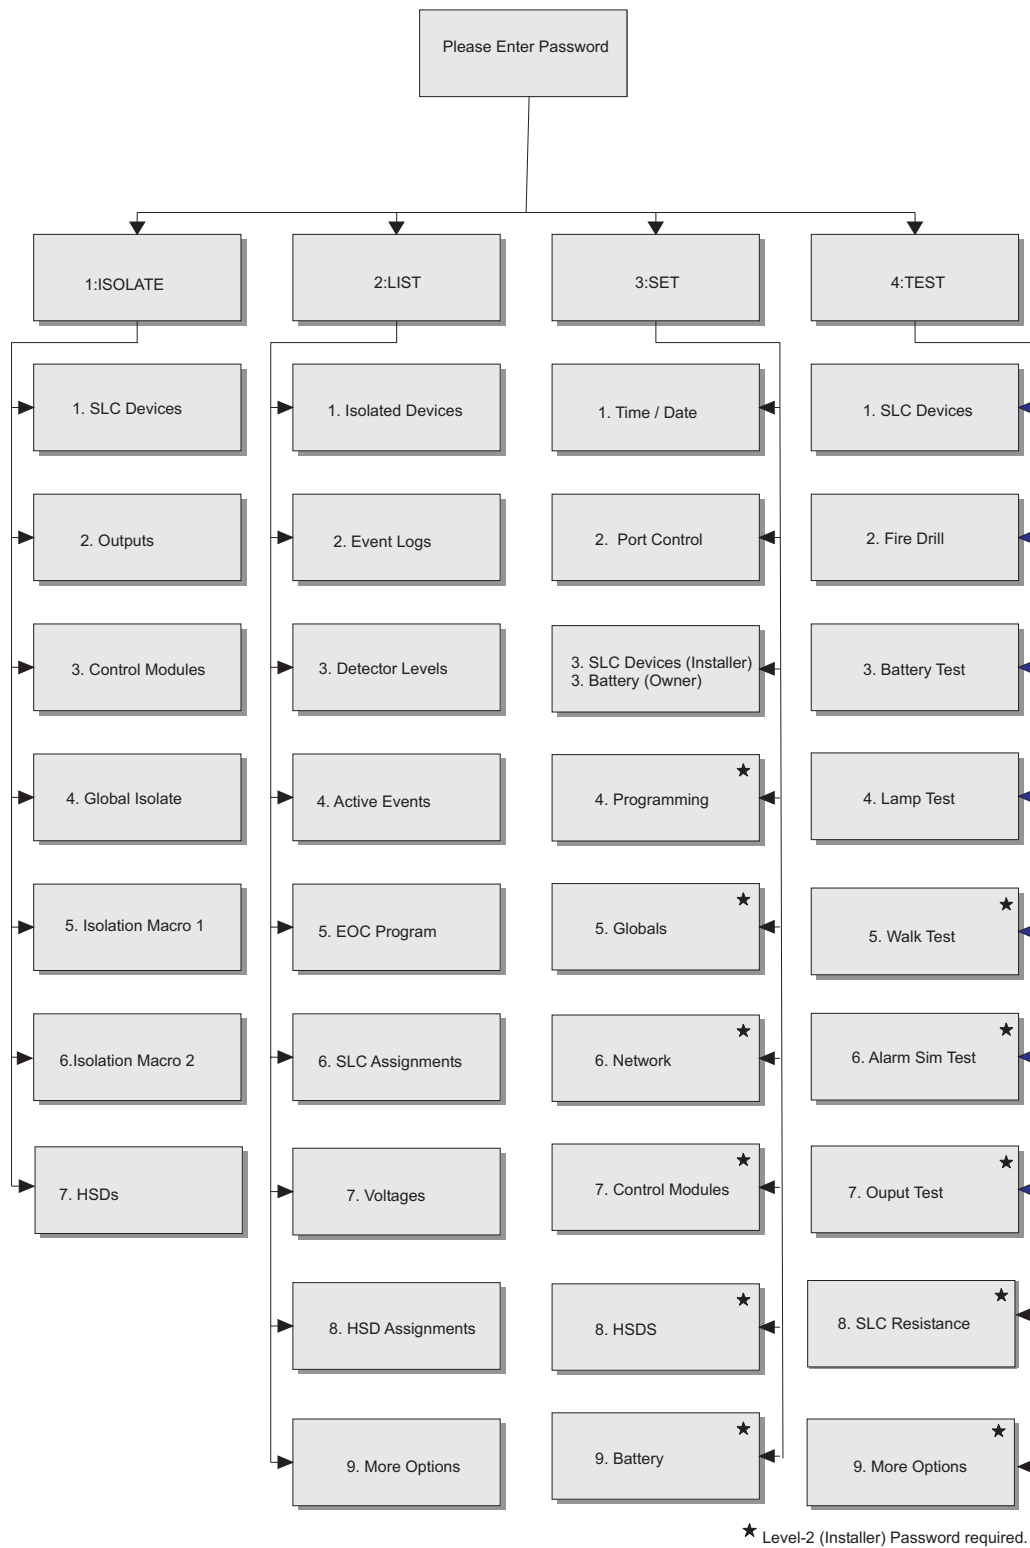 Please Enter Password
1:ISOLATE
2:LIST
3:SET
4:TEST
1. SLC Devices
1. Isolated Devices
1. Time / Date
1. SLC Devices
2. Outputs
2. Event Logs
2. Port Control
2. Fire Drill
3. Control Modules
3. Detector Levels
3. SLC Devices (Installer)
3. Battery (Owner)
3. Battery Test
4. Global Isolate
4. Active Events
4. Programming
4. Lamp Test
5. Isolation Macro 1
5. EOC Program
5. Globals
5. Walk Test
6.Isolation Macro 2
6. SLC Assignments
6. Network
6. Alarm Sim Test
7. HSDs
7. Voltages
7. Control Modules
7. Ouput Test
8. HSD Assignments
8. HSDS
8. SLC Resistance
9. More Options
9. Battery
9. More Options
★ Level-2 (Installer) Password required.